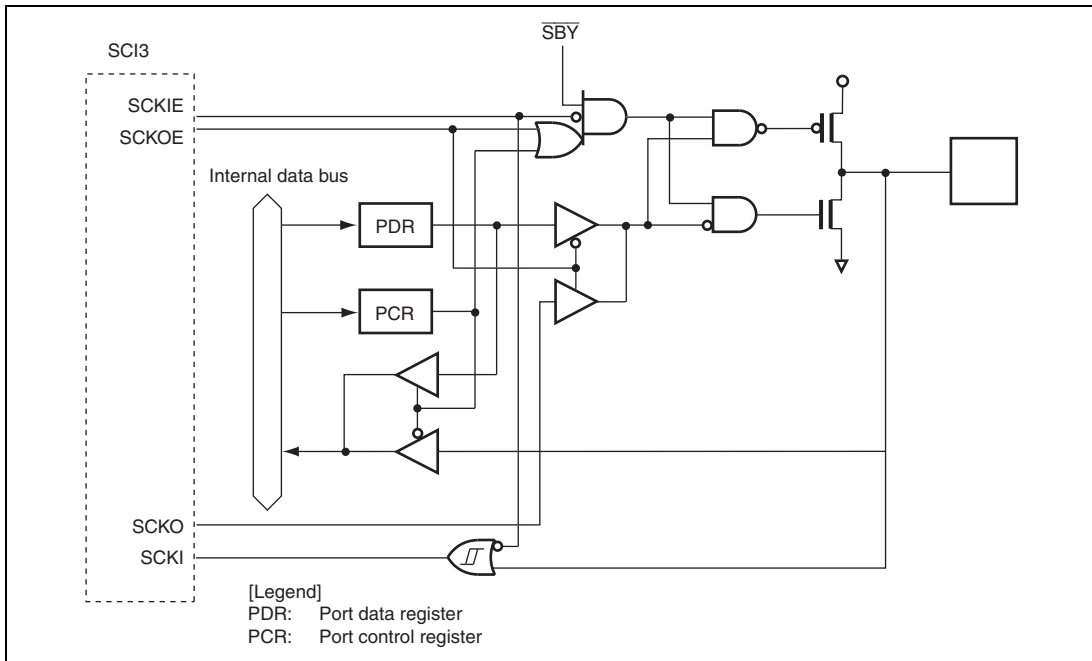 SBY
SCI3
SCKIE
SCKOE
Internal data bus
PDR
PCR
SCKO
SCKI
[Legend]
PDR: Port data register
PCR: Port control register